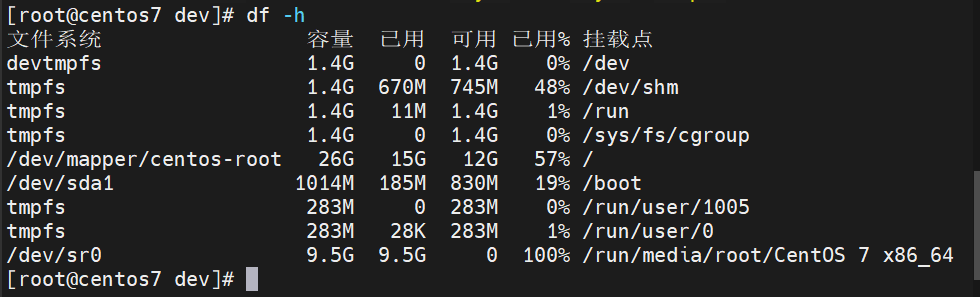 [root@centos7 dev]# df -h
文件系统 容量 已用 可用 已用% 挂载点
devtmpfs 1.4G 0 1.4G 0% /dev
tmpfs 1.4G 670M 745M 48% /dev/shm
tmpfs 1.4G 11M 1.4G 1% /run
tmpfs 1.4G 0 1.4G 0% /sys/fs/cgroup
/dev/mapper/centos-root 26G 15G 12G 57% /
/dev/sda1 1014M 185M 830M 19% /boot
tmpfs 283M 0 283M 0% /run/user/1005
tmpfs 283M 28K 283M 1% /run/user/0
/dev/sr0 9.5G 9.5G 0 100% /run/media/root/CentOS 7 x86_64
[root@centos7 dev]#